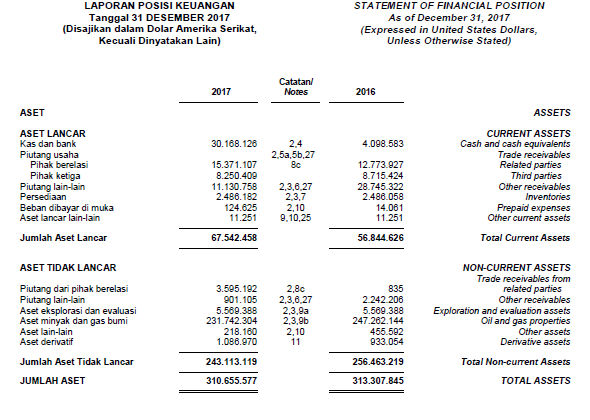 LAPORAN POSISI KEUANGAN STATEMENT OF FINANCIAL POSITION
Tanggal 31 DESEMBER 2017 As of December 31, 2017
(Disajikan dalam Dolar Amerika Serikat, (Expressed in United States Dollars,
Kecuali Dinyatakan Lain) Unless Otherwise Stated)
Catatan/
2017 Notes 2016
ASET ASSETS
ASET LANCAR CURRENT ASSETS
Kas dan bank 30.168.126 2,4 4.098.583 Cash and cash equivalents
Piutang usaha 2,5a,5b,27 Trade receivables
Pihak berelasi 15.371.107 8c 12.773.927 Related parties
Pihak ketiga 8.250.409 8.715.424 Third parties
Piutang lain-lain 11.130.758 2,3,6,27 28.745.322 Other receivables
Persediaan 2.486.182 2,3,7 2.486.058 Inventories
Beban dibayar di muka 124.625 2,10 14.061 Prepaid expenses
Aset lancar lain-lain 11.251 9,10,25 11.251 Other current assets
Jumlah Aset Lancar 67.542.458 56.844.626 Total Current Assets
ASET TIDAK LANCAR NON-CURRENT ASSETS
Trade receivables from
Piutang dari pihak berelasi 3.595.192 2,8c 835 related parties
Piutang lain-lain 901.105 2,3,6,27 2.242.206 Other receivables
Aset eksplorasi dan evaluasi 5.569.388 2,3,9a 5.569.388 Exploration and evaluation assets
Aset minyak dan gas bumi 231.742.304 2,3,9b 247.262.144 Oil and gas properties
Aset lain-lain 218.160 2,10 455.592 Other assets
Aset derivatif 1.086.970 11 933.054 Derivative assets
Jumlah Aset Tidak Lancar 243.113.119 256.463.219 Total Non-current Assets
JUMLAH ASET 310.655.577 313.307.845 TOTAL ASSETS